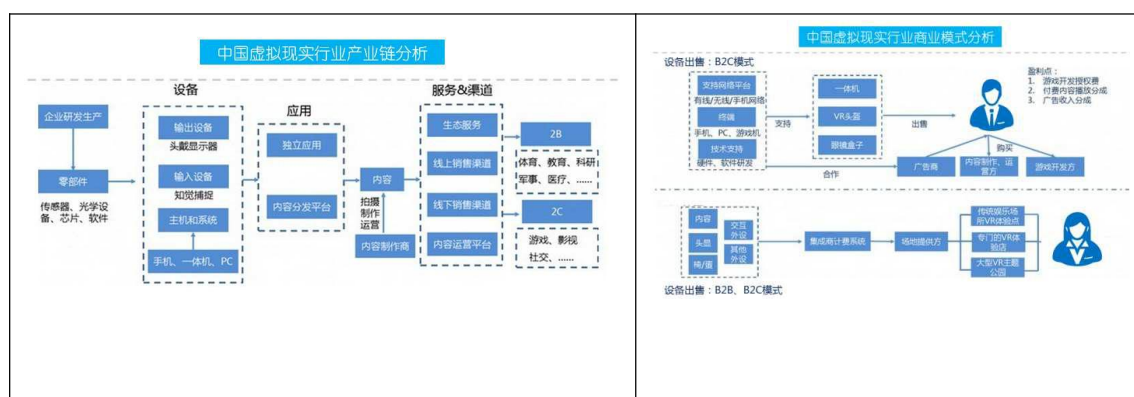 中国虚拟现实行业产业链分析
设备
应用
服务&渠道
企业研发生产
零部件
传感器、光学设
备、芯片、软件
输出设备
头戴显示器
输入设备
知觉捕捉
主机和系统
手机、一体机、PC
独立应用
内容分发平台
内容
拍摄
制作
运营
内容制作商
生态服务
线上销售渠道
线下销售渠道
内容运营平台
2B
体育、教育、科研
军事、医疗、……
2C
游戏、影视
社交、……
中国虚拟现实行业商业模式分析
设备出售：B2C模式
支持网络平台
有线/无线/手机网络
终端
手机、PC、游戏机
技术支持
硬件、软件研发
支持
一体机
VR头盔
眼镜盒子
出售
合作
盈利点：
1. 游戏开发授权费
2. 付费内容播放分成
3. 广告收入分成
购买
广告商
内容制作、运
营方
游戏开发方
内容
头显
椅/蛋
交互
外设
其他
外设
集成商计费系统
场地提供方
传统娱乐场
所VR体验点
专门的VR体
验店
大型VR主题
公园
设备出售：B2B、B2C模式